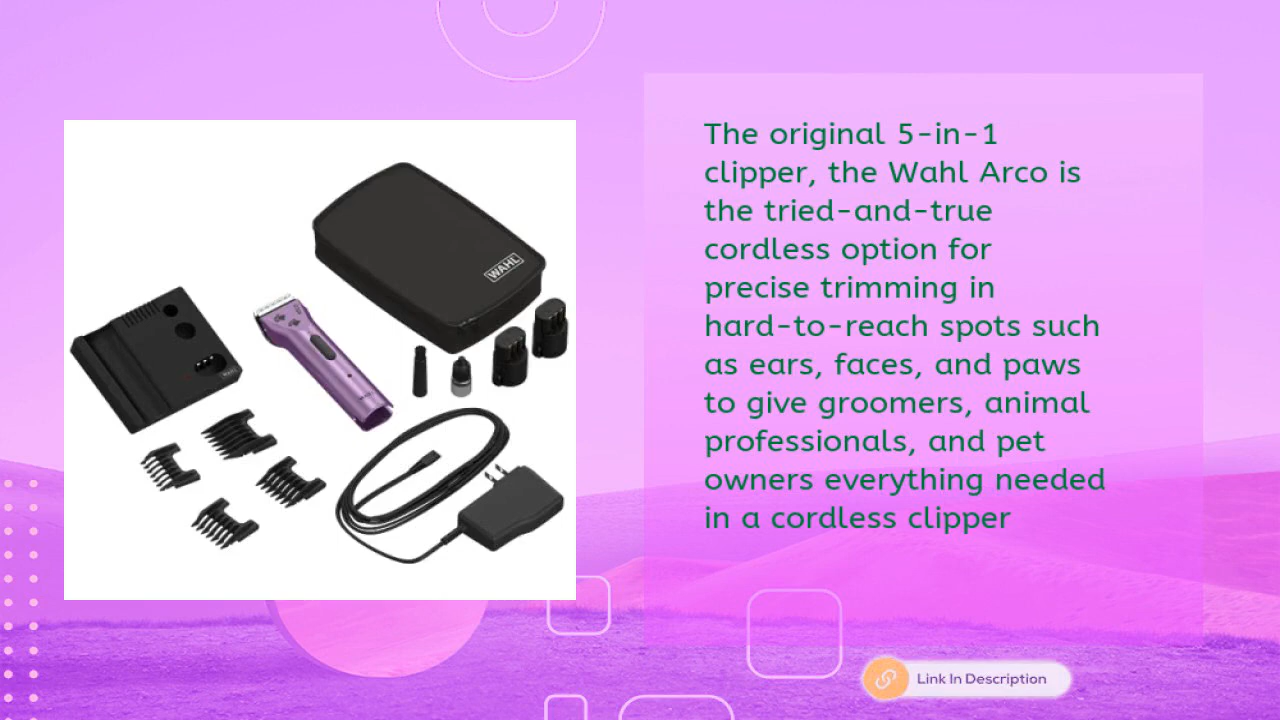 WAHL
The original 5-in-1
clipper, the Wahl Arco is
the tried-and-true
cordless option for
precise trimming in
hard-to-reach spots such
as ears, faces, and paws
to give groomers, animal
professionals, and pet
owners everything needed
in a cordless clipper
Link In Description